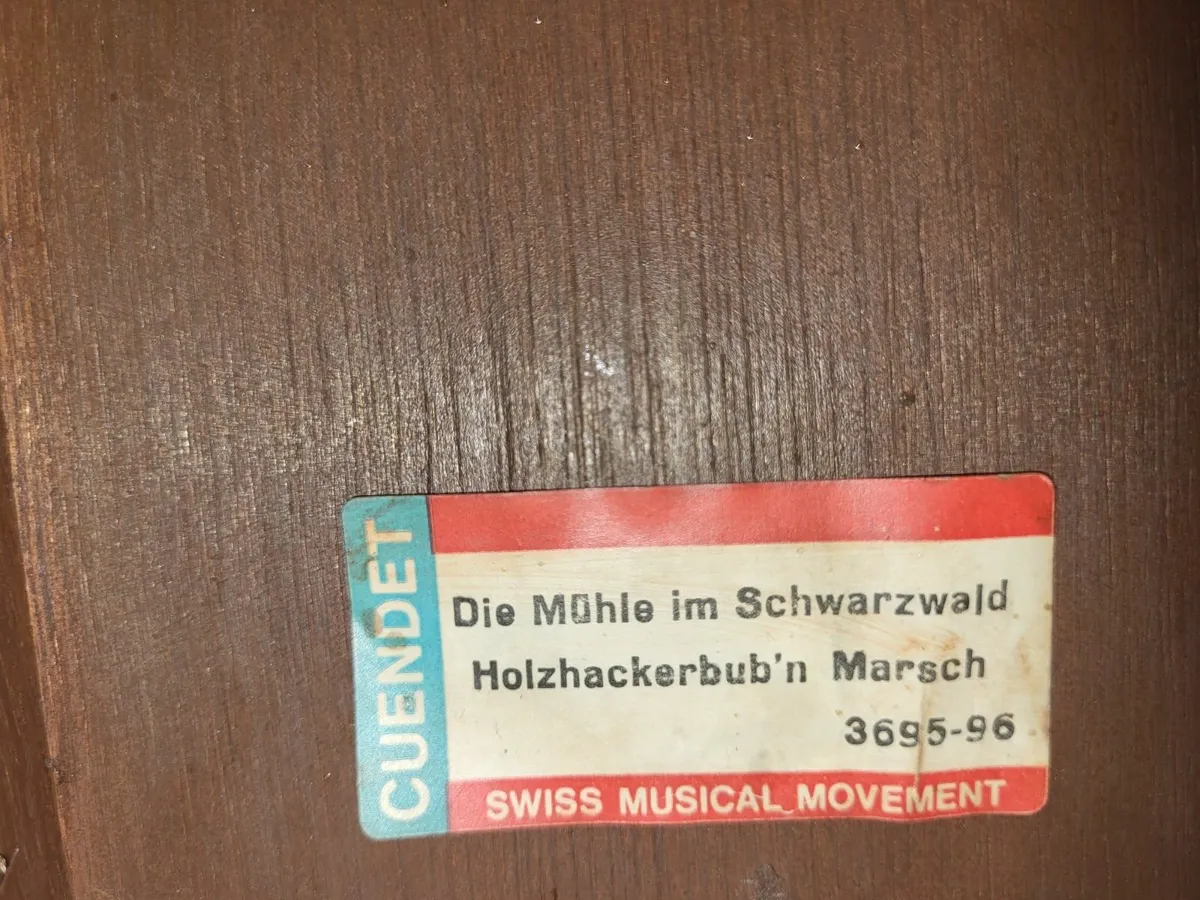 CUENDET
Die Mühle im Schwarzwald
Holzhackerbub'n Marsch
3695-96
SWISS MUSICAL MOVEMENT